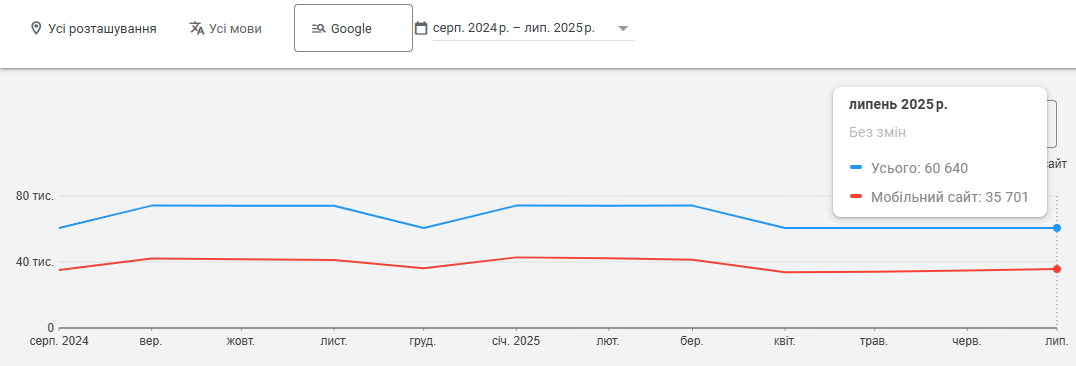 Усі розташування Усі мови Google серп. 2024 р. – лип. 2025 р.
липень 2025 р.
Без змін
Усього: 60 640
Мобільний сайт: 35 701
сайт
80 тис.
40 тис.
0
серп. 2024 вер. жовт. лист. груд. січ. 2025 лют. бер. квіт. трав. черв. лип.